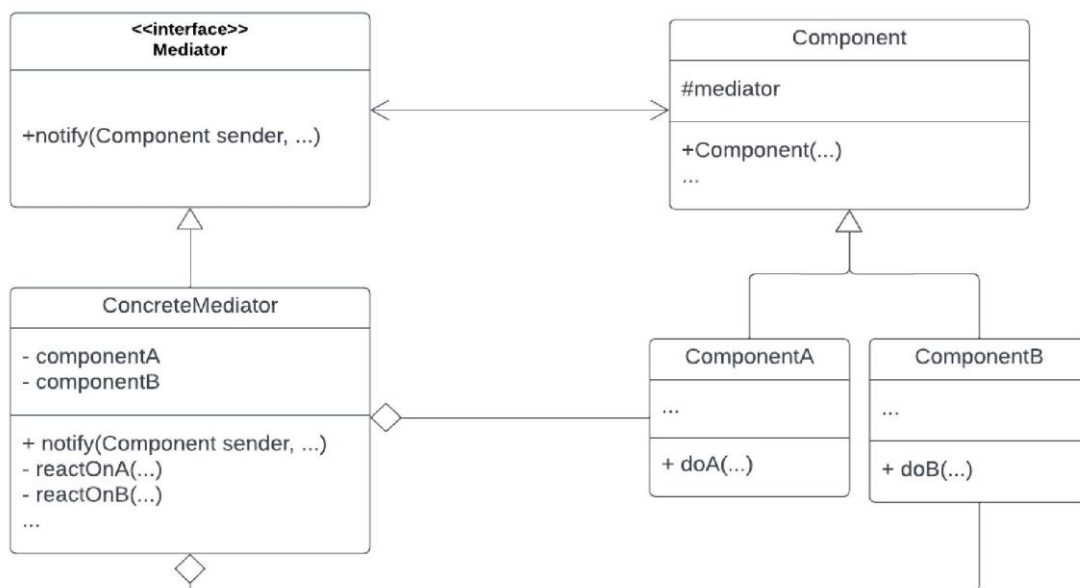 <<interface>>
Mediator
+notify(Component sender, ...)
Component
#mediator
+Component(...)
...
ConcreteMediator
- componentA
- componentB
+ notify(Component sender, ...)
- reactOnA(...)
- reactOnB(...)
...
ComponentA
...
+ doA(...)
ComponentB
...
+ doB(...)